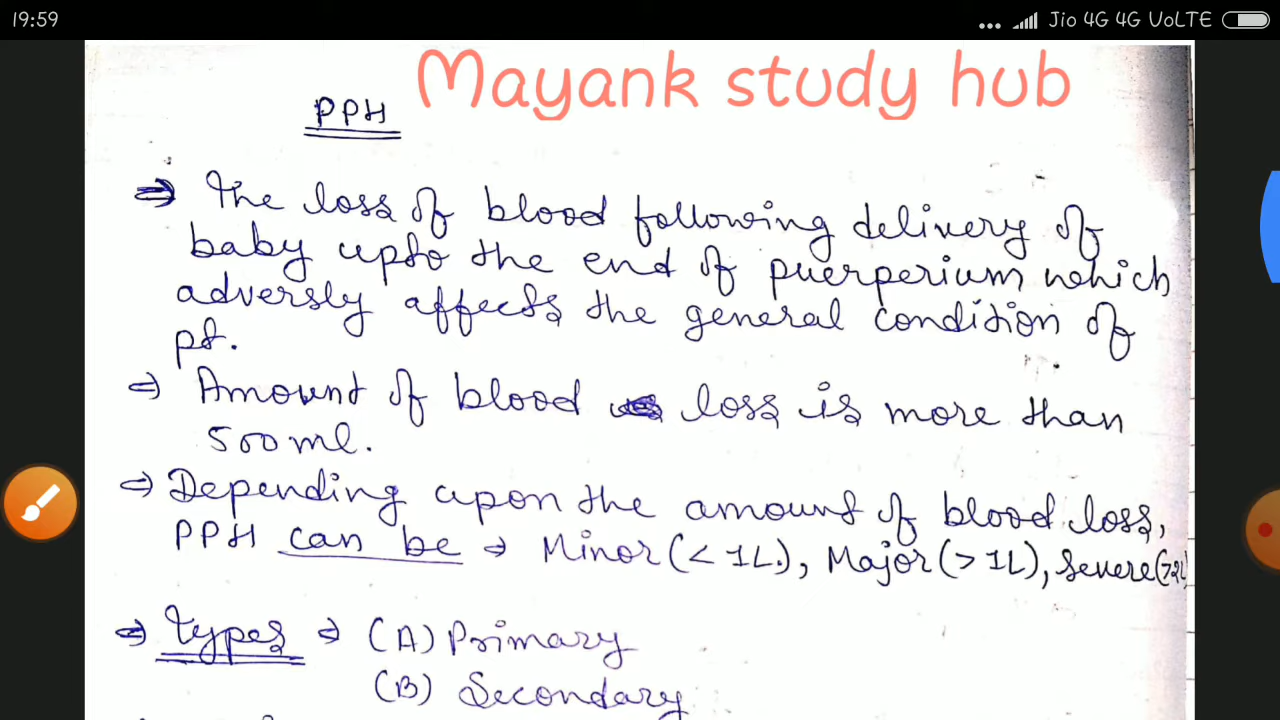 19:59
... Jio 4G 4G VoLTE
Mayank study hub
PPH
⇒ The loss of blood following delivery of
baby upto the end of puerperium which
adversly affects the general condition of
pt.
⇒ Amount of blood loss is more than
500ml.
⇒ Depending upon the amount of blood loss,
PPH can be → Minor (< 1L.), Major (> 1L), Severe (>2L
⇒ Types ⇒ (A) Primary
(B) Secondary